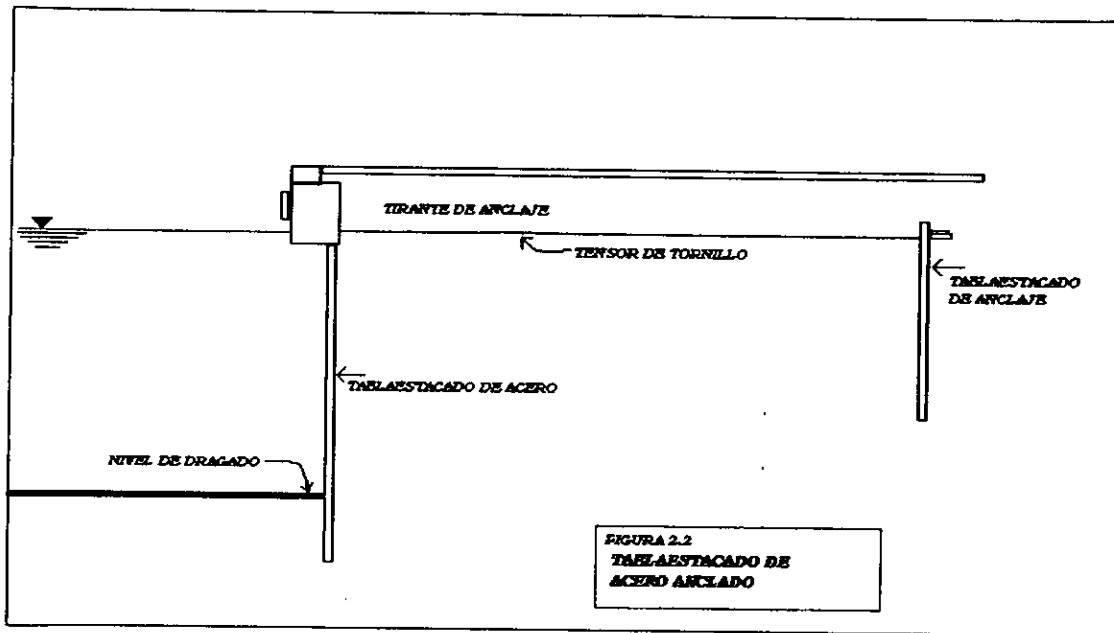 TIRANTE DE ANCLAJE
TENSOR DE TORNILLO
TABLAESTACADO
DE ANCLAJE
TABLAESTACADO DE ACERO
NIVEL DE DRAGADO
FIGURA 2.2
TABLAESTACADO DE
ACERO ANCLADO